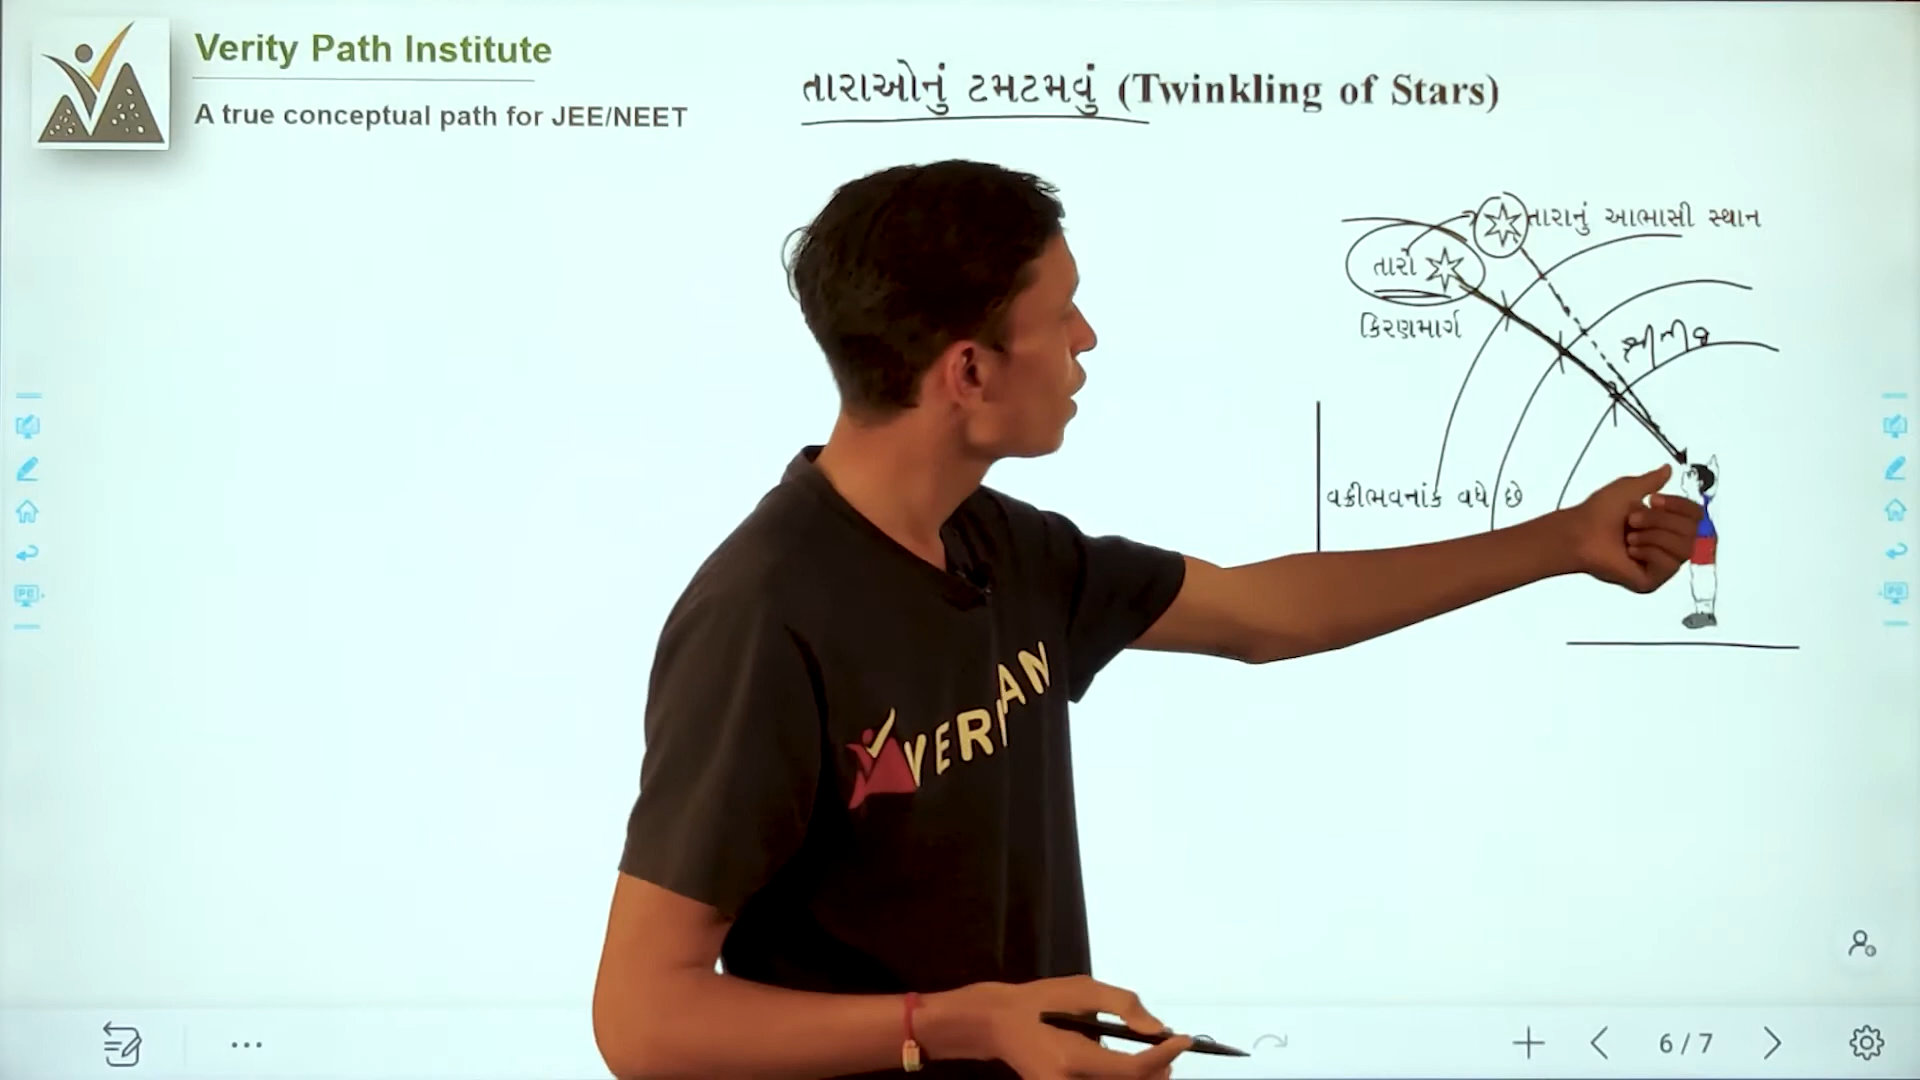 Verity Path Institute
A true conceptual path for JEE/NEET
તારાઓનું ટમટમવું (Twinkling of Stars)
તારાનું આભાસી સ્થાન
તારો
કિરણમાર્ગ
વક્રીભવનાંક વધે છે
VERIAN
6/7